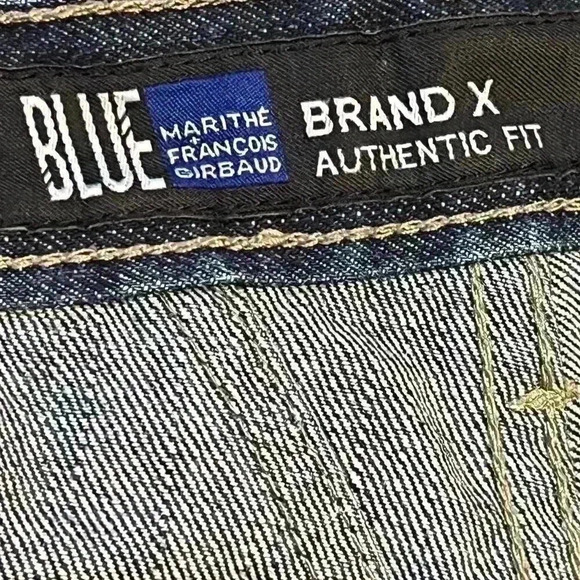 BLUE
MARITHÉ
+
FRANÇOIS
GIRBAUD
BRAND X
AUTHENTIC FIT